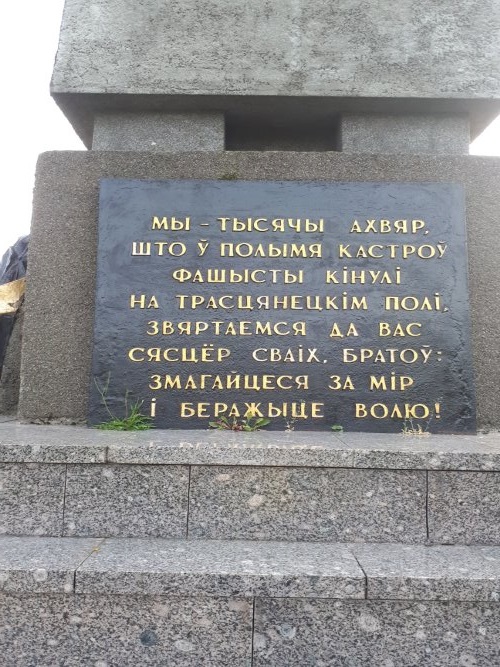 МЫ – ТЫСЯЧЫ АХВЯР,
ШТО Ў ПОЛЫМЯ КАСТРОЎ
ФАШЫСТЫ КІНУЛІ
НА ТРАСЦЯНЕЦКІМ ПОЛІ,
ЗВЯРТАЕМСЯ ДА ВАС
СЯСЦЁР СВАІХ, БРАТОЎ:
ЗМАГАЙЦЕСЯ ЗА МІР
І БЕРАЖЫЦЕ ВОЛЮ!